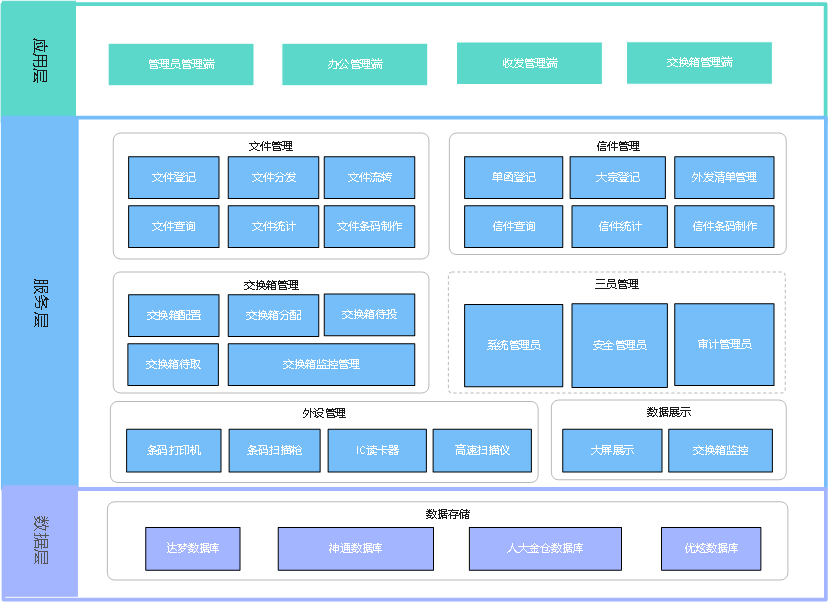 应用层
管理员管理端
办公管理端
收发管理端
交换箱管理端
服务层
文件管理
文件登记
文件分发
文件流转
文件查询
文件统计
文件条码制作
信件管理
单函登记
大宗登记
外发清单管理
信件查询
信件统计
信件条码制作
交换箱管理
交换箱配置
交换箱分配
交换箱待投
交换箱待取
交换箱监控管理
三员管理
系统管理员
安全管理员
审计管理员
外设管理
条码打印机
条码扫描枪
IC读卡器
高速扫描仪
数据展示
大屏展示
交换箱监控
数据层
数据存储
达梦数据库
神通数据库
人大金仓数据库
优炫数据库